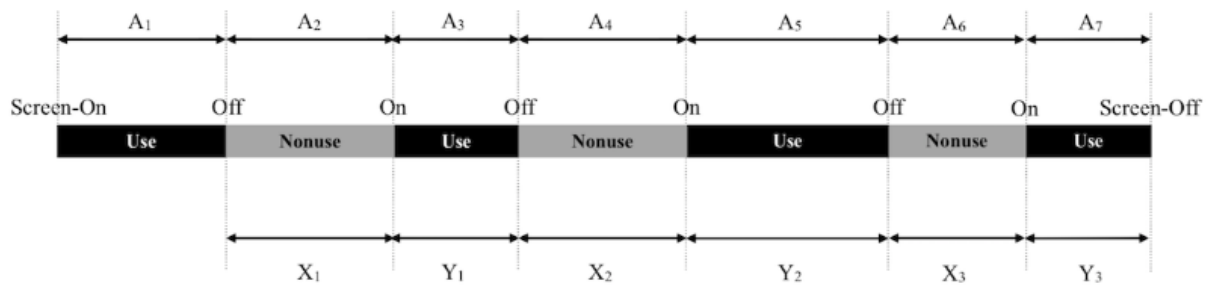 A₁ A₂ A₃ A₄ A₅ A₆ A₇
Screen-On Off On Off On Off On Screen-Off
Use Nonuse Use Nonuse Use Nonuse Use
X₁ Y₁ X₂ Y₂ X₃ Y₃